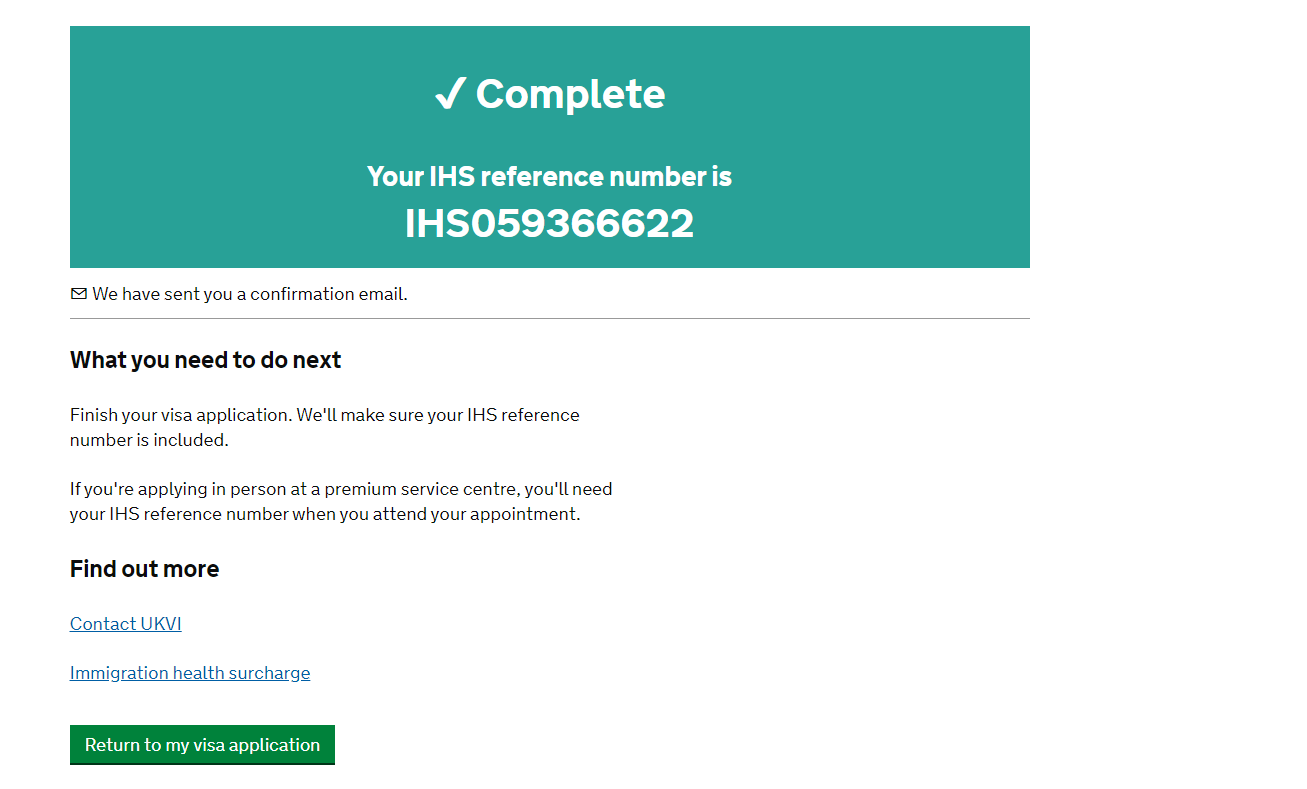 ✓ Complete
Your IHS reference number is
IHS059366622
We have sent you a confirmation email.
What you need to do next
Finish your visa application. We'll make sure your IHS reference
number is included.
If you're applying in person at a premium service centre, you'll need
your IHS reference number when you attend your appointment.
Find out more
Contact UKVI
Immigration health surcharge
Return to my visa application